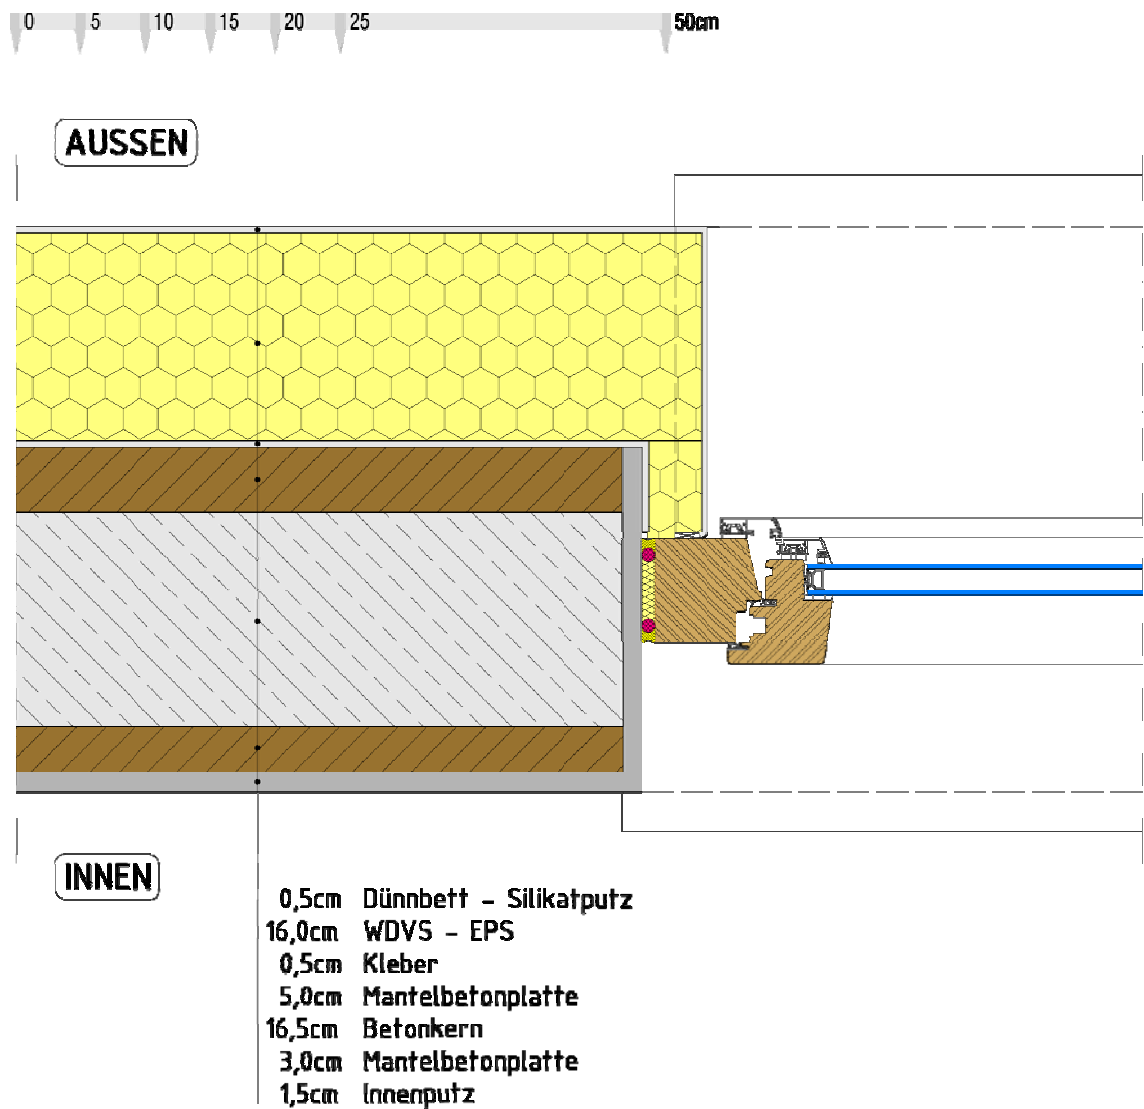 0 5 10 15 20 25 50cm
AUSSEN
INNEN
0,5cm Dünnbett - Silikatputz
16,0cm WDVS - EPS
0,5cm Kleber
5,0cm Mantelbetonplatte
16,5cm Betonkern
3,0cm Mantelbetonplatte
1,5cm Innenputz